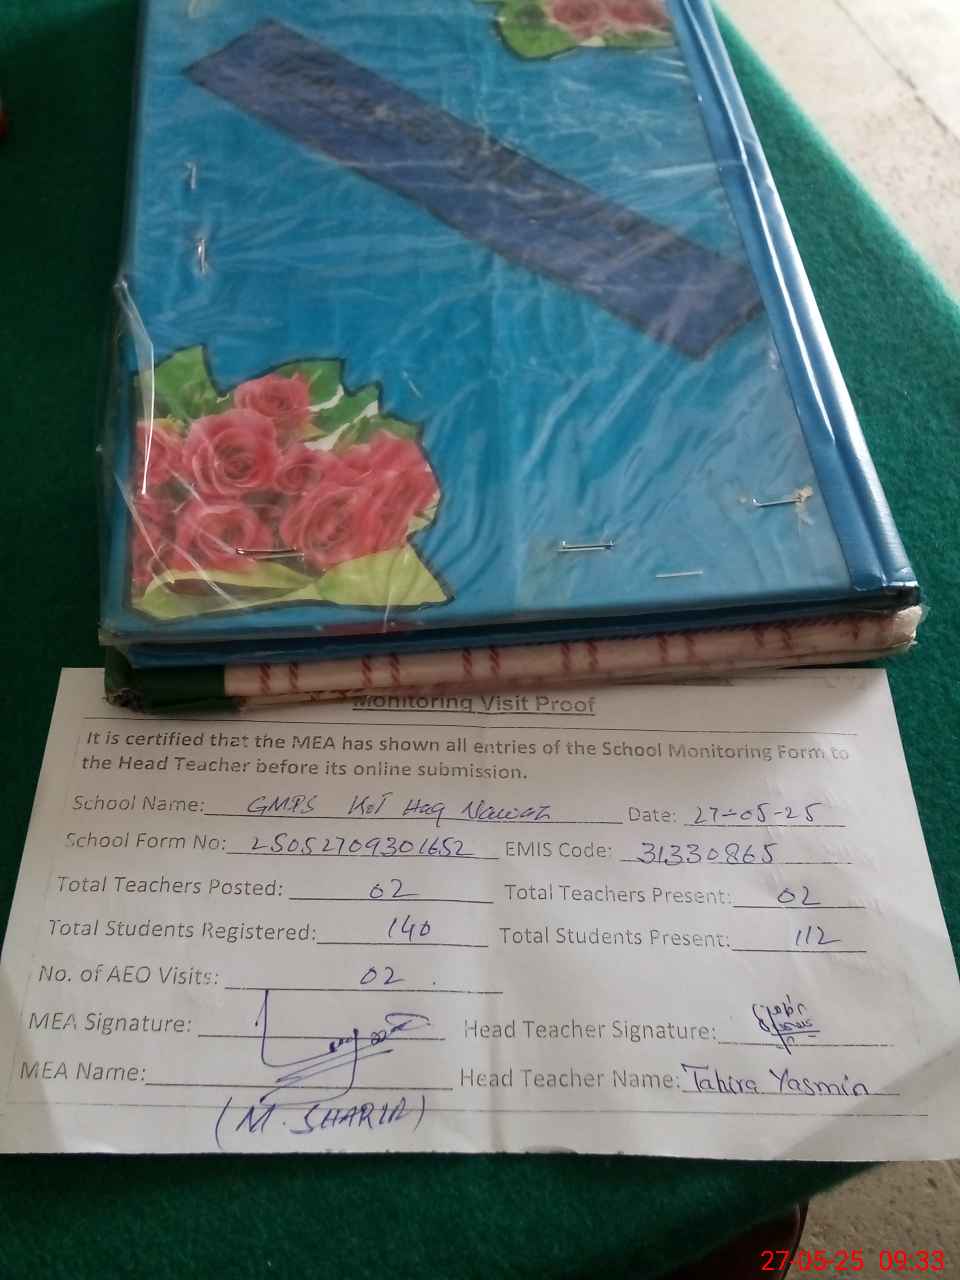 Monitoring Visit Proof
It is certified that the MEA has shown all entries of the School Monitoring Form to
the Head Teacher before its online submission.
School Name: GMPS Kot Haq Nawaz Date: 27-05-25
School Form No: 25052709301652 EMIS Code: 31330865
Total Teachers Posted: 02 Total Teachers Present: 02
Total Students Registered: 140 Total Students Present: 112
No. of AEO Visits: 02
MEA Signature: Head Teacher Signature:
MEA Name: Head Teacher Name: Tahira Yasmin
(M. SHARIR)
27-05-25 09:33